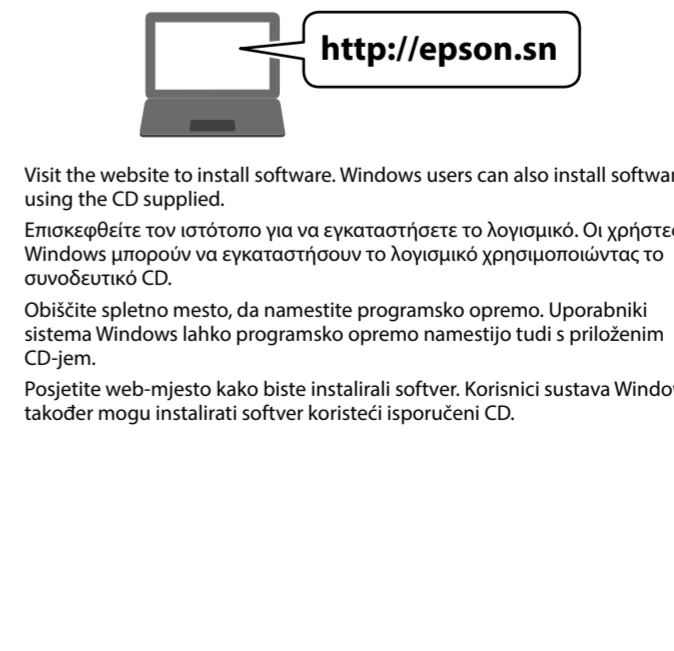 http://epson.sn
Visit the website to install software. Windows users can also install
using the CD supplied.
Επισκεφθείτε τον ιστότοπο για να εγκαταστήσετε το λογισμικό. Οι
Windows μπορούν να εγκαταστήσουν το λογισμικό χρησιμοποιώντας το
συνοδευτικό CD.
Obiščite spletno mesto, da namestite programsko opremo. Uporabniki
sistema Windows lahko programsko opremo namestijo tudi s priloženim
CD-jem.
Posjetite web-mjesto kako biste instalirali softver. Korisnici sustava
također mogu instalirati softver koristeći isporučeni CD.